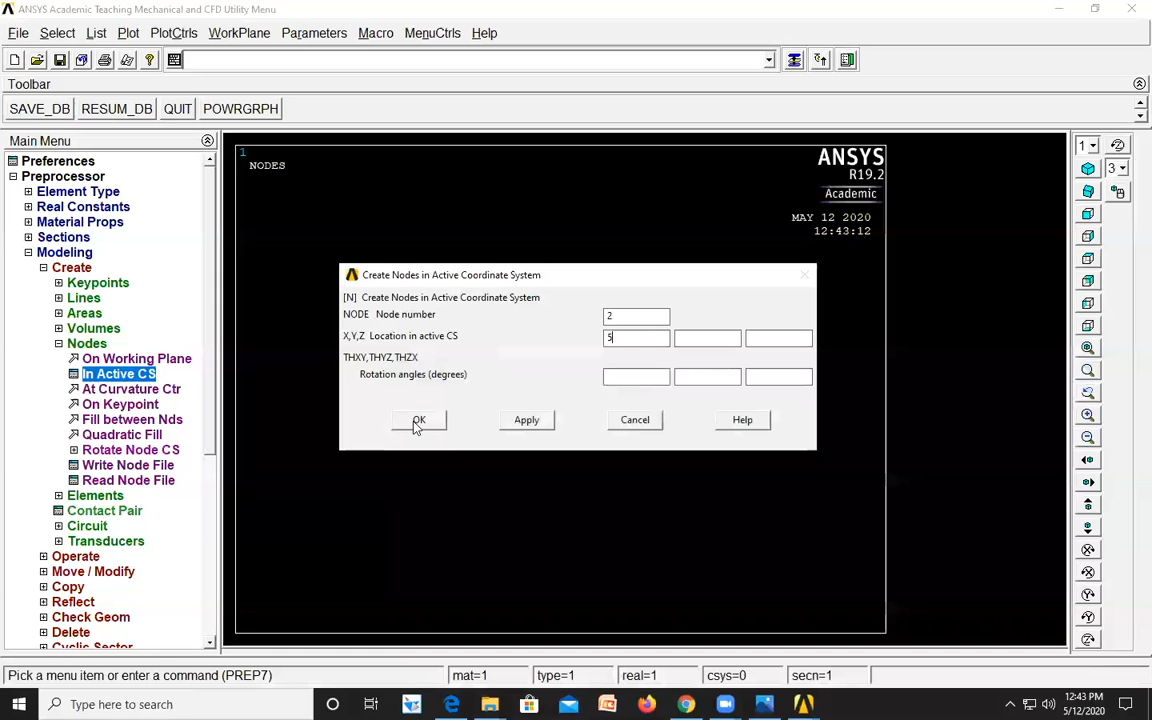 ANSYS Academic Teaching Mechanical and CFD Utility Menu
File Select List Plot PlotCtrls WorkPlane Parameters Macro MenuCtrls Help
Toolbar
SAVE_DB RESUM_DB QUIT POWRGRPH
Main Menu
Preferences
Preprocessor
Element Type
Real Constants
Material Props
Sections
Modeling
Create
Keypoints
Lines
Areas
Volumes
Nodes
On Working Plane
In Active CS
At Curvature Ctr
On Keypoint
Fill between Nds
Quadratic Fill
Rotate Node CS
Write Node File
Read Node File
Elements
Contact Pair
Circuit
Transducers
Operate
Move / Modify
Copy
Reflect
Check Geom
Delete
Cyclic Sector
1
NODES
ANSYS
R19.2
Academic
MAY 12 2020
12:43:12
Create Nodes in Active Coordinate System
[N] Create Nodes in Active Coordinate System
NODE Node number 2
X,Y,Z Location in active CS 5
THXY,THYZ,THZX
Rotation angles (degrees)
OK Apply Cancel Help
1
3
Pick a menu item or enter a command (PREP7) mat=1 type=1 real=1 csys=0 secn=1
Type here to search
12:43 PM
5/12/2020